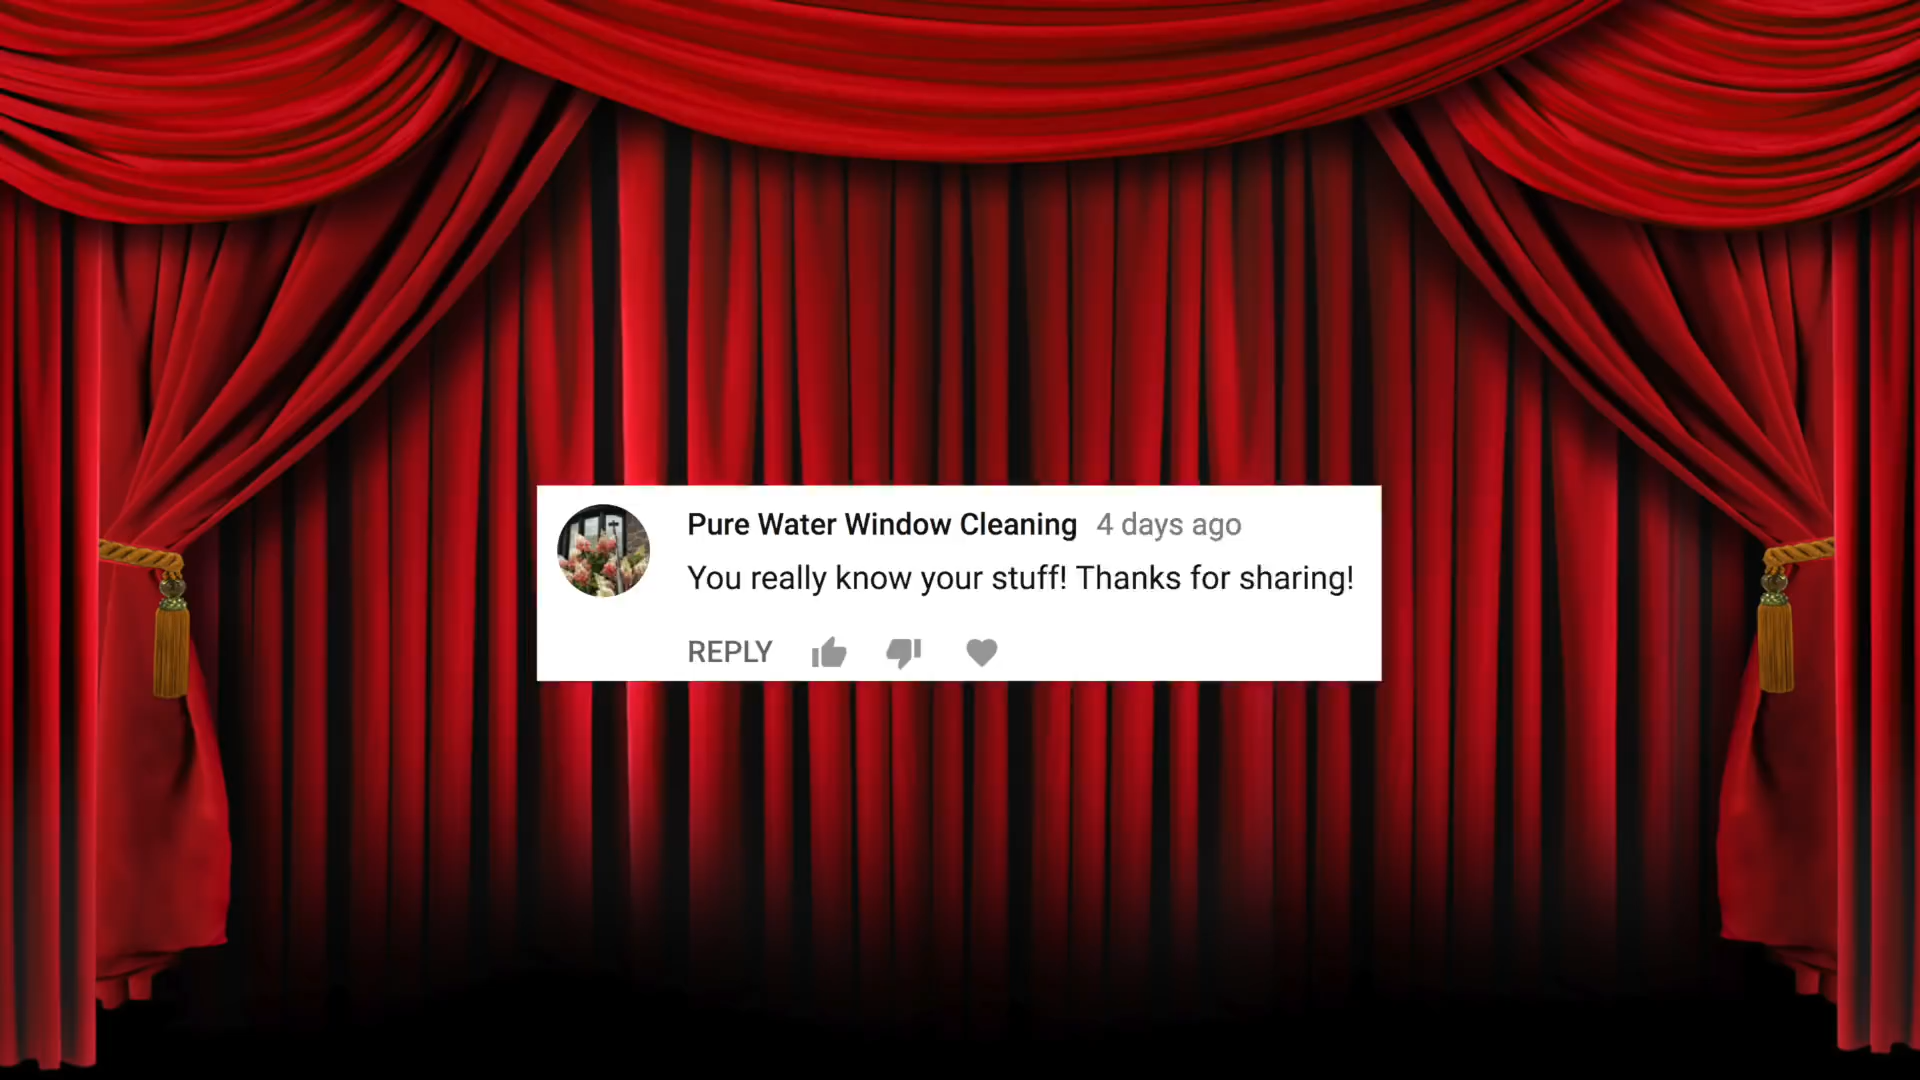 Pure Water Window Cleaning 4 days ago
You really know your stuff! Thanks for sharing!
REPLY